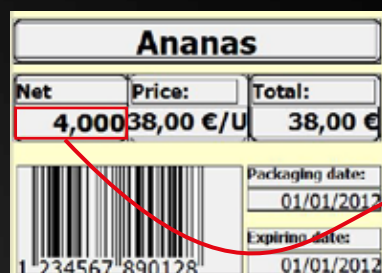 Ananas
Net Price: Total:
4,000 38,00 €/U 38,00 €
Packaging date:
01/01/2012
Expiring date:
01/01/2012
1 234567 890128